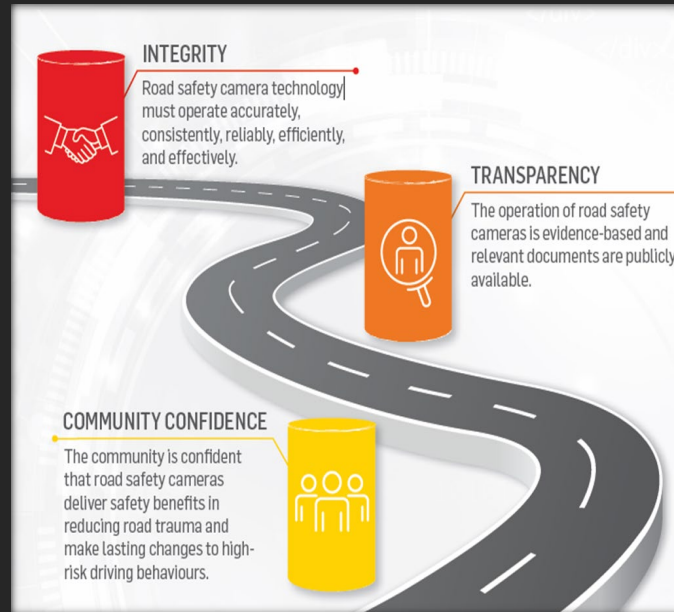 INTEGRITY
Road safety camera technology
must operate accurately,
consistently, reliably, efficiently,
and effectively.
TRANSPARENCY
The operation of road safety
cameras is evidence-based and
relevant documents are publicly
available.
COMMUNITY CONFIDENCE
The community is confident
that road safety cameras
deliver safety benefits in
reducing road trauma and
make lasting changes to high-
risk driving behaviours.